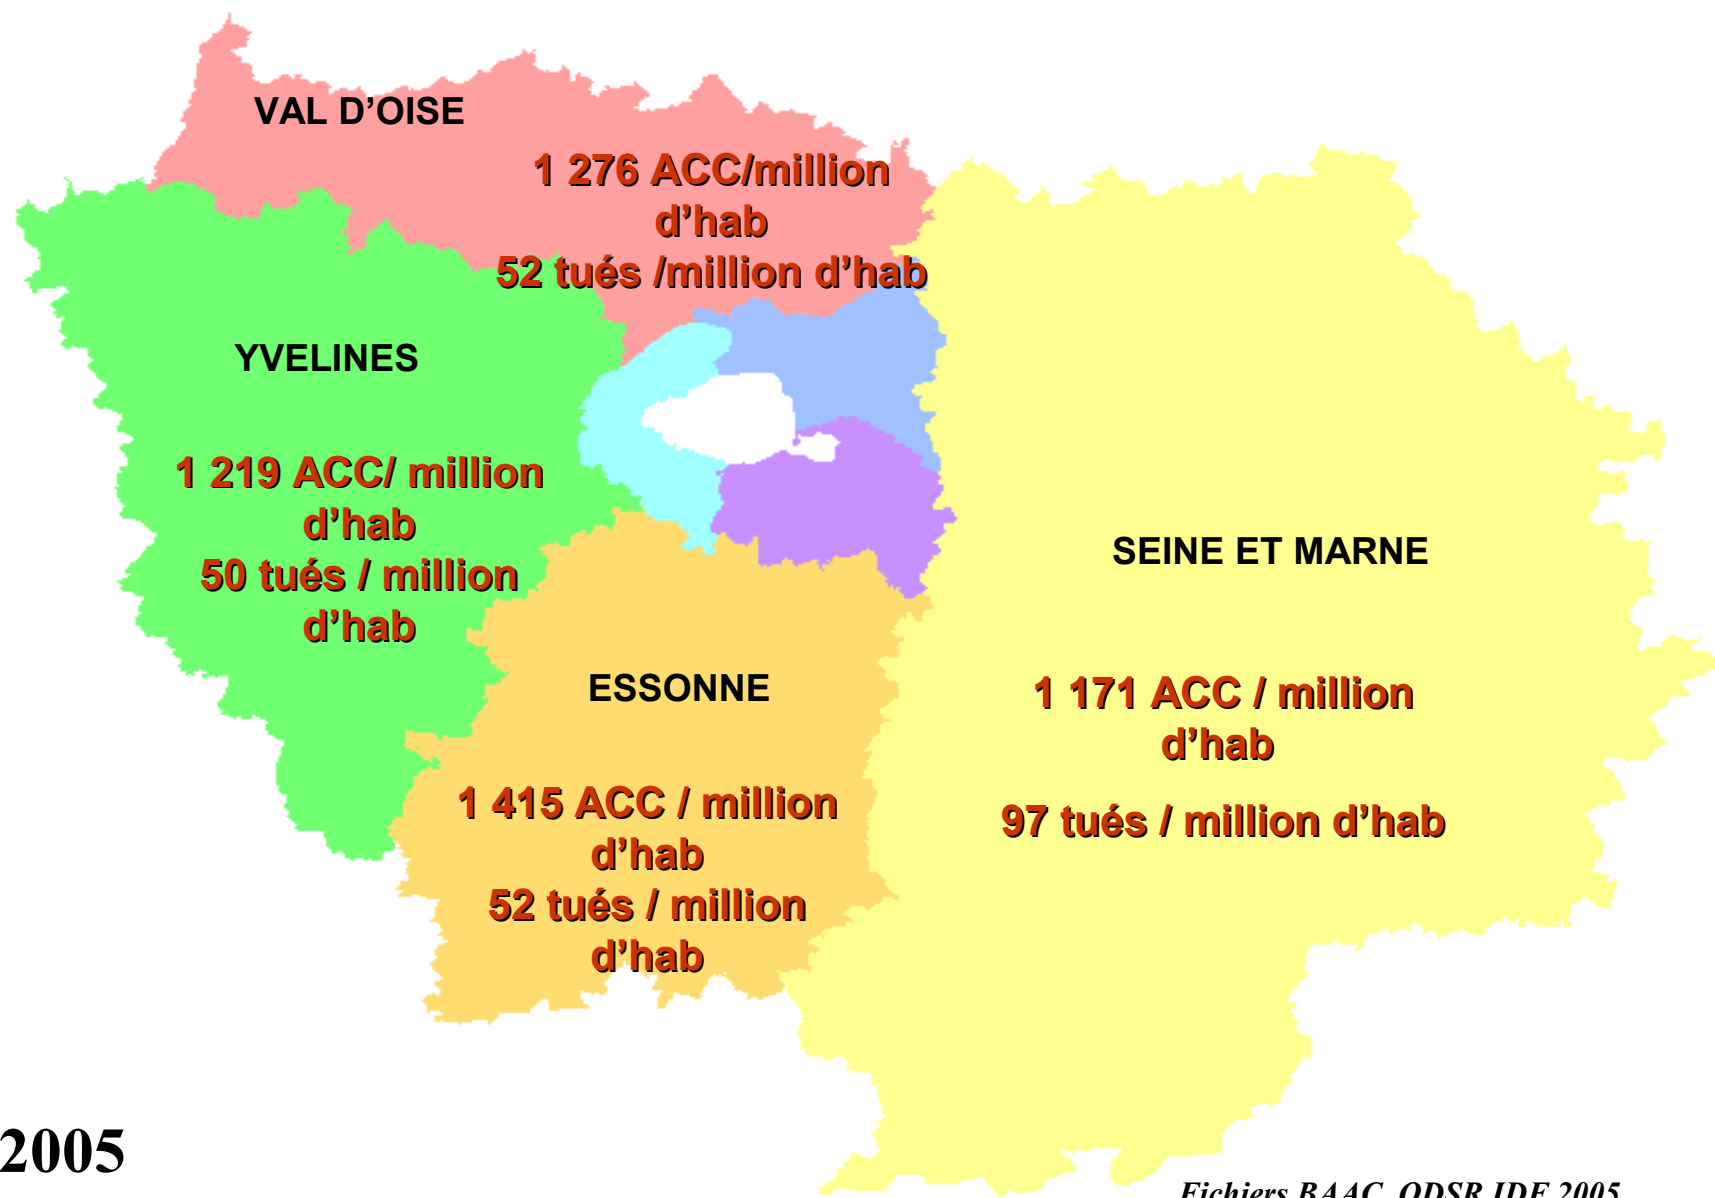 VAL D’OISE
1 276 ACC/million
d’hab
52 tués /million d’hab
YVELINES
1 219 ACC/ million
d’hab
50 tués / million
d’hab
SEINE ET MARNE
1 171 ACC / million
d’hab
97 tués / million d’hab
ESSONNE
1 415 ACC / million
d’hab
52 tués / million
d’hab
2005
Fichiers BAAC ODSR IDF 2005